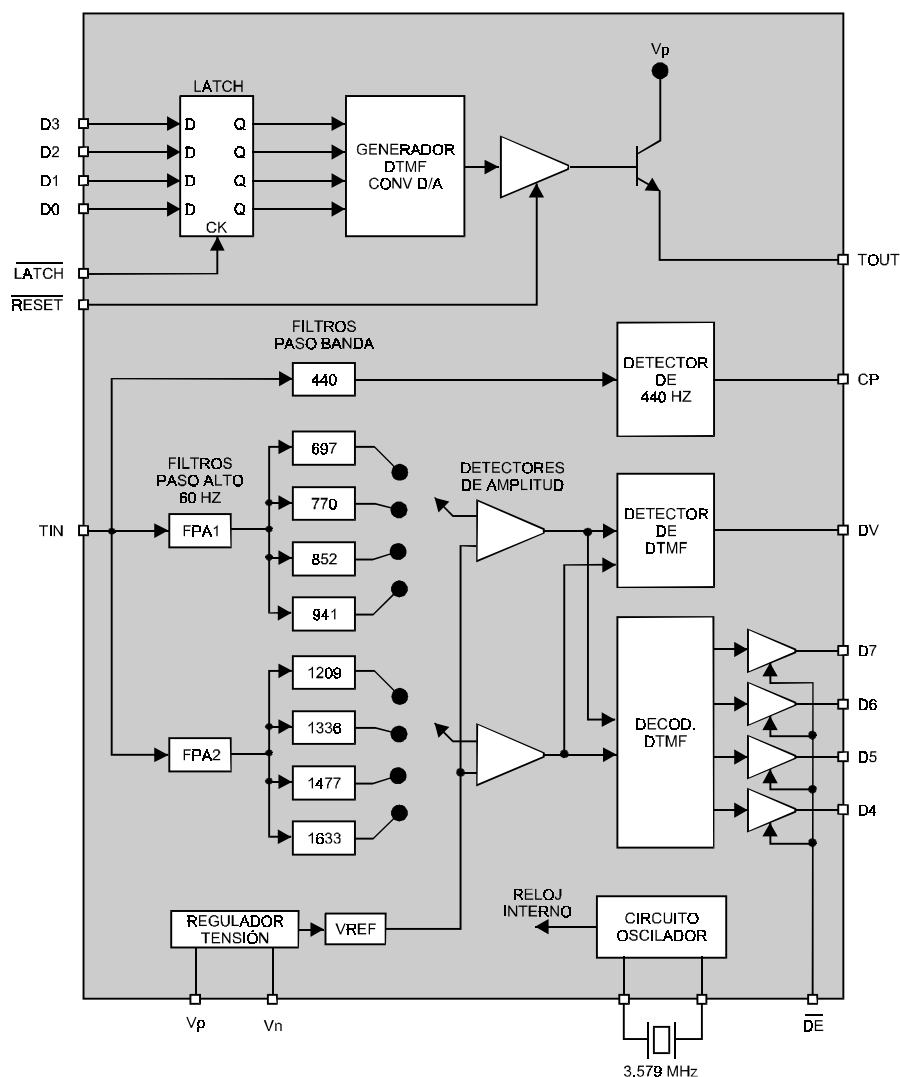 Vp
LATCH
D3
D
Q
D2
D
Q
D1
D
Q
D0
D
Q
CK
GENERADOR
DTMF
CONV D/A
LATCH
TOUT
RESET
FILTROS
PASO BANDA
440
DETECTOR
DE
440 HZ
CP
697
FILTROS
PASO ALTO
60 HZ
DETECTORES
DE AMPLITUD
770
TIN
FPA1
DETECTOR
DE
DTMF
DV
852
941
1209
D7
1336
D6
DECOD.
DTMF
FPA2
D5
1477
D4
1633
RELOJ
INTERNO
REGULADOR
TENSIÓN
VREF
CIRCUITO
OSCILADOR
Vp
Vn
DE
3.579 MHz